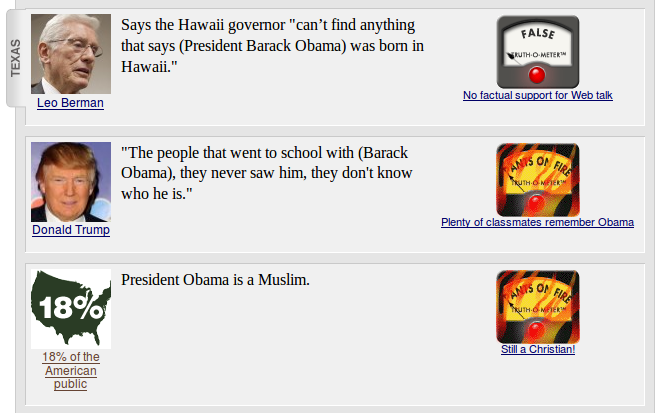 TEXAS
Says the Hawaii governor "can’t find anything
that says (President Barack Obama) was born in
Hawaii."
Leo Berman
FALSE
TRUTH-O-METER™
No factual support for Web talk
"The people that went to school with (Barack
Obama), they never saw him, they don't know
who he is."
Donald Trump
PANTS ON FIRE
TRUTH-O-METER™
Plenty of classmates remember Obama
18%
President Obama is a Muslim.
18% of the
American
public
PANTS ON FIRE
TRUTH-O-METER™
Still a Christian!